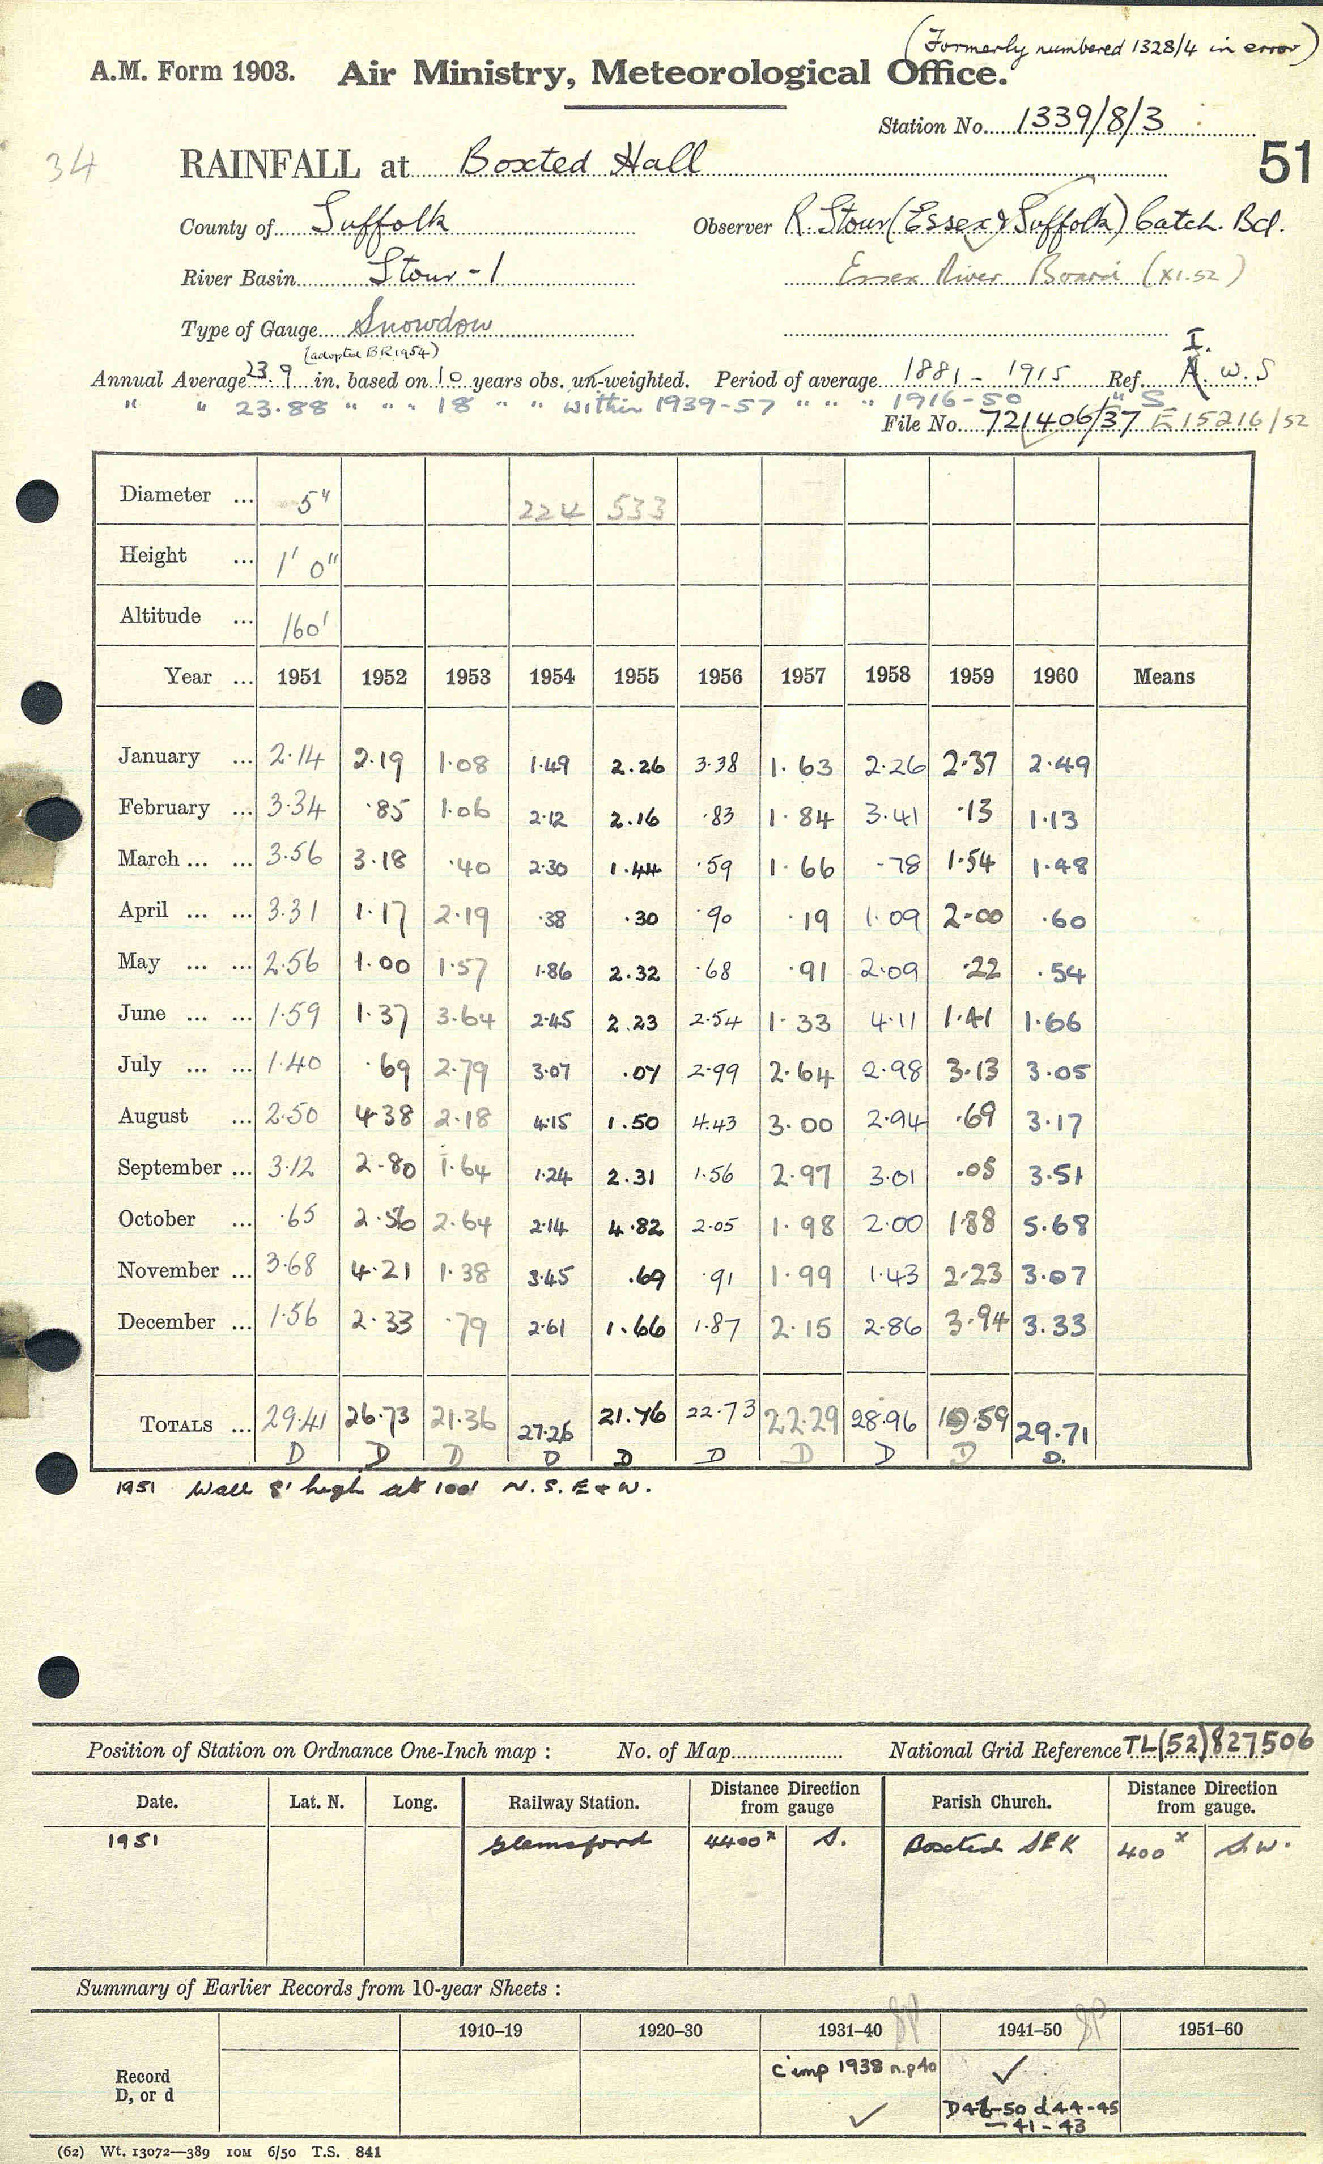 (Formerly numbered 1328/4 in error)
A.M. Form 1903. Air Ministry, Meteorological Office.
Station No. 1339/8/3
34 RAINFALL at Boxted Hall 51
County of Suffolk Observer R. Stour (Essex & Suffolk) Catch. Bd.
River Basin Stour-1 Essex River Board (XI.52)
Type of Gauge Snowdow
(adopted BR 1954) I.
Annual Average 23.9 in. based on 10 years obs. un-weighted. Period of average 1881 - 1915 Ref. A W.S
" " 23.88 " " " 18 " " within 1939-57 " " " 1916-50 " S
File No. 721406/37 E15216/52
Diameter ... 5" 224 533
Height ... 1' 0"
Altitude ... 160'
Year ... 1951 1952 1953 1954 1955 1956 1957 1958 1959 1960 Means
January ... 2.14 2.19 1.08 1.49 2.26 3.38 1.63 2.26 2.37 2.49
February ... 3.34 .85 1.06 2.12 2.16 .83 1.84 3.41 .13 1.13
March ... ... 3.56 3.18 .40 2.30 1.44 .59 1.66 .78 1.54 1.48
April ... ... 3.31 1.17 2.19 .38 .30 .90 .19 1.09 2.00 .60
May ... ... 2.56 1.00 1.57 1.86 2.32 .68 .91 2.09 .22 .54
June ... ... 1.59 1.37 3.64 2.45 2.23 2.54 1.33 4.11 1.41 1.66
July ... ... 1.40 .69 2.79 3.07 .07 2.99 2.64 2.98 3.13 3.05
August ... 2.50 4.38 2.18 4.15 1.50 4.43 3.00 2.94 .69 3.17
September ... 3.12 2.80 1.64 1.24 2.31 1.56 2.97 3.01 .05 3.51
October ... .65 2.56 2.64 2.14 4.82 2.05 1.98 2.00 1.88 5.68
November ... 3.68 4.21 1.38 3.45 .69 .91 1.99 1.43 2.23 3.07
December ... 1.56 2.33 .79 2.61 1.66 1.87 2.15 2.86 3.94 3.33
TOTALS ... 29.41 26.73 21.36 27.26 21.76 22.73 22.29 28.96 19.59 29.71
D D D D D D D D D D.
1951 Wall 8' high at 100' N. S. E & W.
Position of Station on Ordnance One-Inch map : No. of Map National Grid Reference TL(52)827506
Date. Lat. N. Long. Railway Station. Distance Direction from gauge Parish Church. Distance Direction from gauge.
1951 Glemsford 4400x S. Boxted SFK 400x S.W.
Summary of Earlier Records from 10-year Sheets :
1910-19 1920-30 1931-40 1941-50 1951-60
Record D, or d
C'imp 1938 n.p 40 ✓
✓ D46-50 d44-45
-41-43
(62) Wt. 13072—389 10M 6/50 T.S. 841